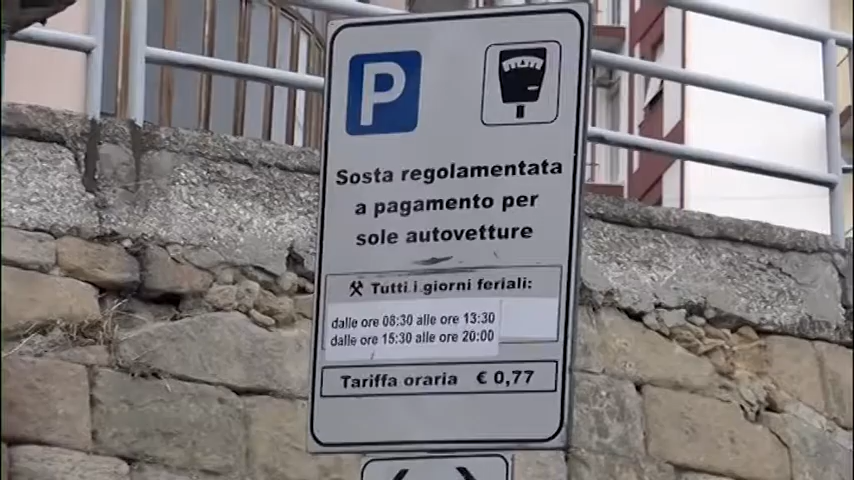 P
Sosta regolamentata
a pagamento per
sole autovetture
Tutti i giorni feriali:
dalle ore 08:30 alle ore 13:30
dalle ore 15:30 alle ore 20:00
Tariffa oraria € 0,77